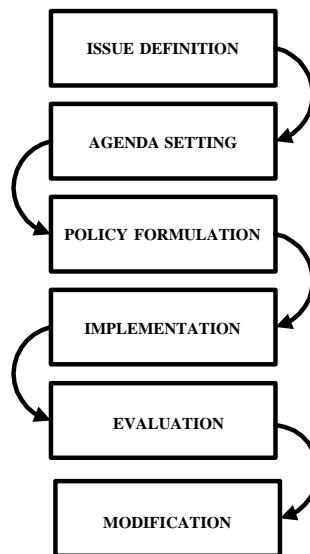 ISSUE DEFINITION
AGENDA SETTING
POLICY FORMULATION
IMPLEMENTATION
EVALUATION
MODIFICATION